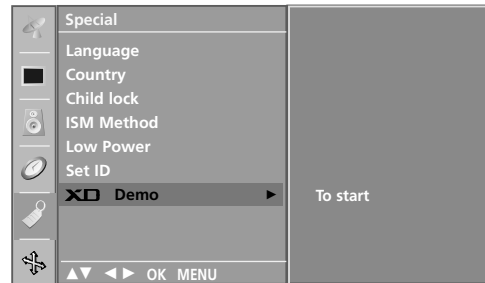 Special
Language
Country
Child lock
ISM Method
Low Power
Set ID
XD Demo ► To start
▲▼ ◄► OK MENU